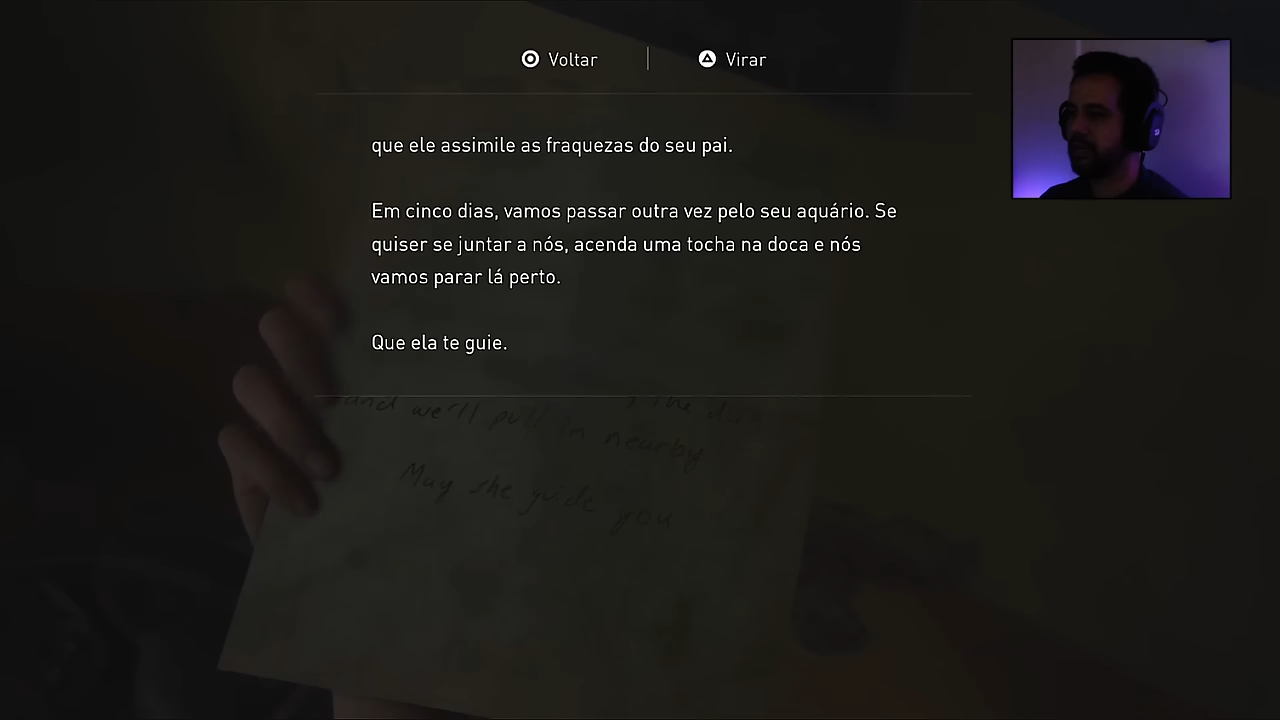 Voltar
Virar
que ele assimile as fraquezas do seu pai.
Em cinco dias, vamos passar outra vez pelo seu aquário. Se
quiser se juntar a nós, acenda uma tocha na doca e nós
vamos parar lá perto.
Que ela te guie.
and we'll pull in nearby
May she guide you